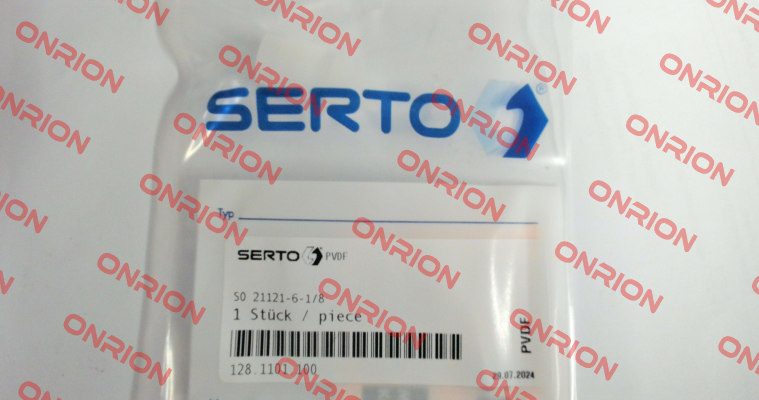 SERTO®
Typ
SERTO PVDF
SO 21121-6-1/8
1 Stück / piece
128.1101.100
PVDF
29.07.2024
ONRION